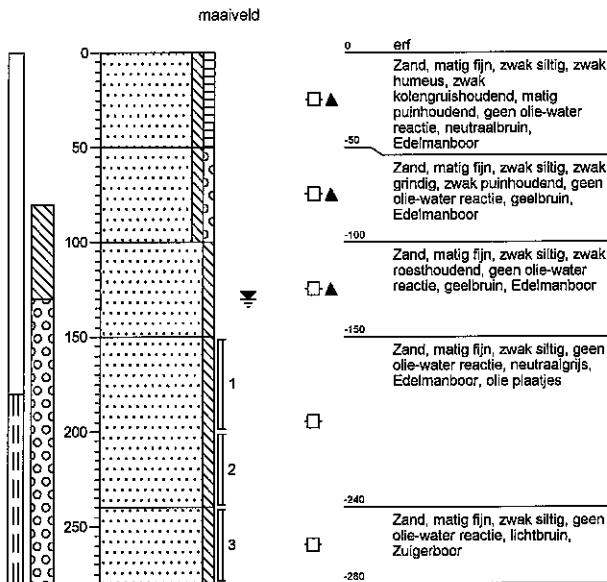 maaiveld
0
50
100
150
200
250
1
2
3
0 erf
Zand, matig fijn, zwak siltig, zwak
humeus, zwak
kolengruishoudend, matig
puinhoudend, geen olie-water
reactie, neutraalbruin,
Edelmanboor
-50
Zand, matig fijn, zwak siltig, zwak
grindig, zwak puinhoudend, geen
olie-water reactie, geelbruin,
Edelmanboor
-100
Zand, matig fijn, zwak siltig, zwak
roesthoudend, geen olie-water
reactie, geelbruin, Edelmanboor
-150
Zand, matig fijn, zwak siltig, geen
olie-water reactie, neutraalgrijs,
Edelmanboor, olie plaatjes
-240
Zand, matig fijn, zwak siltig, geen
olie-water reactie, lichtbruin,
Zuigerboor
-280